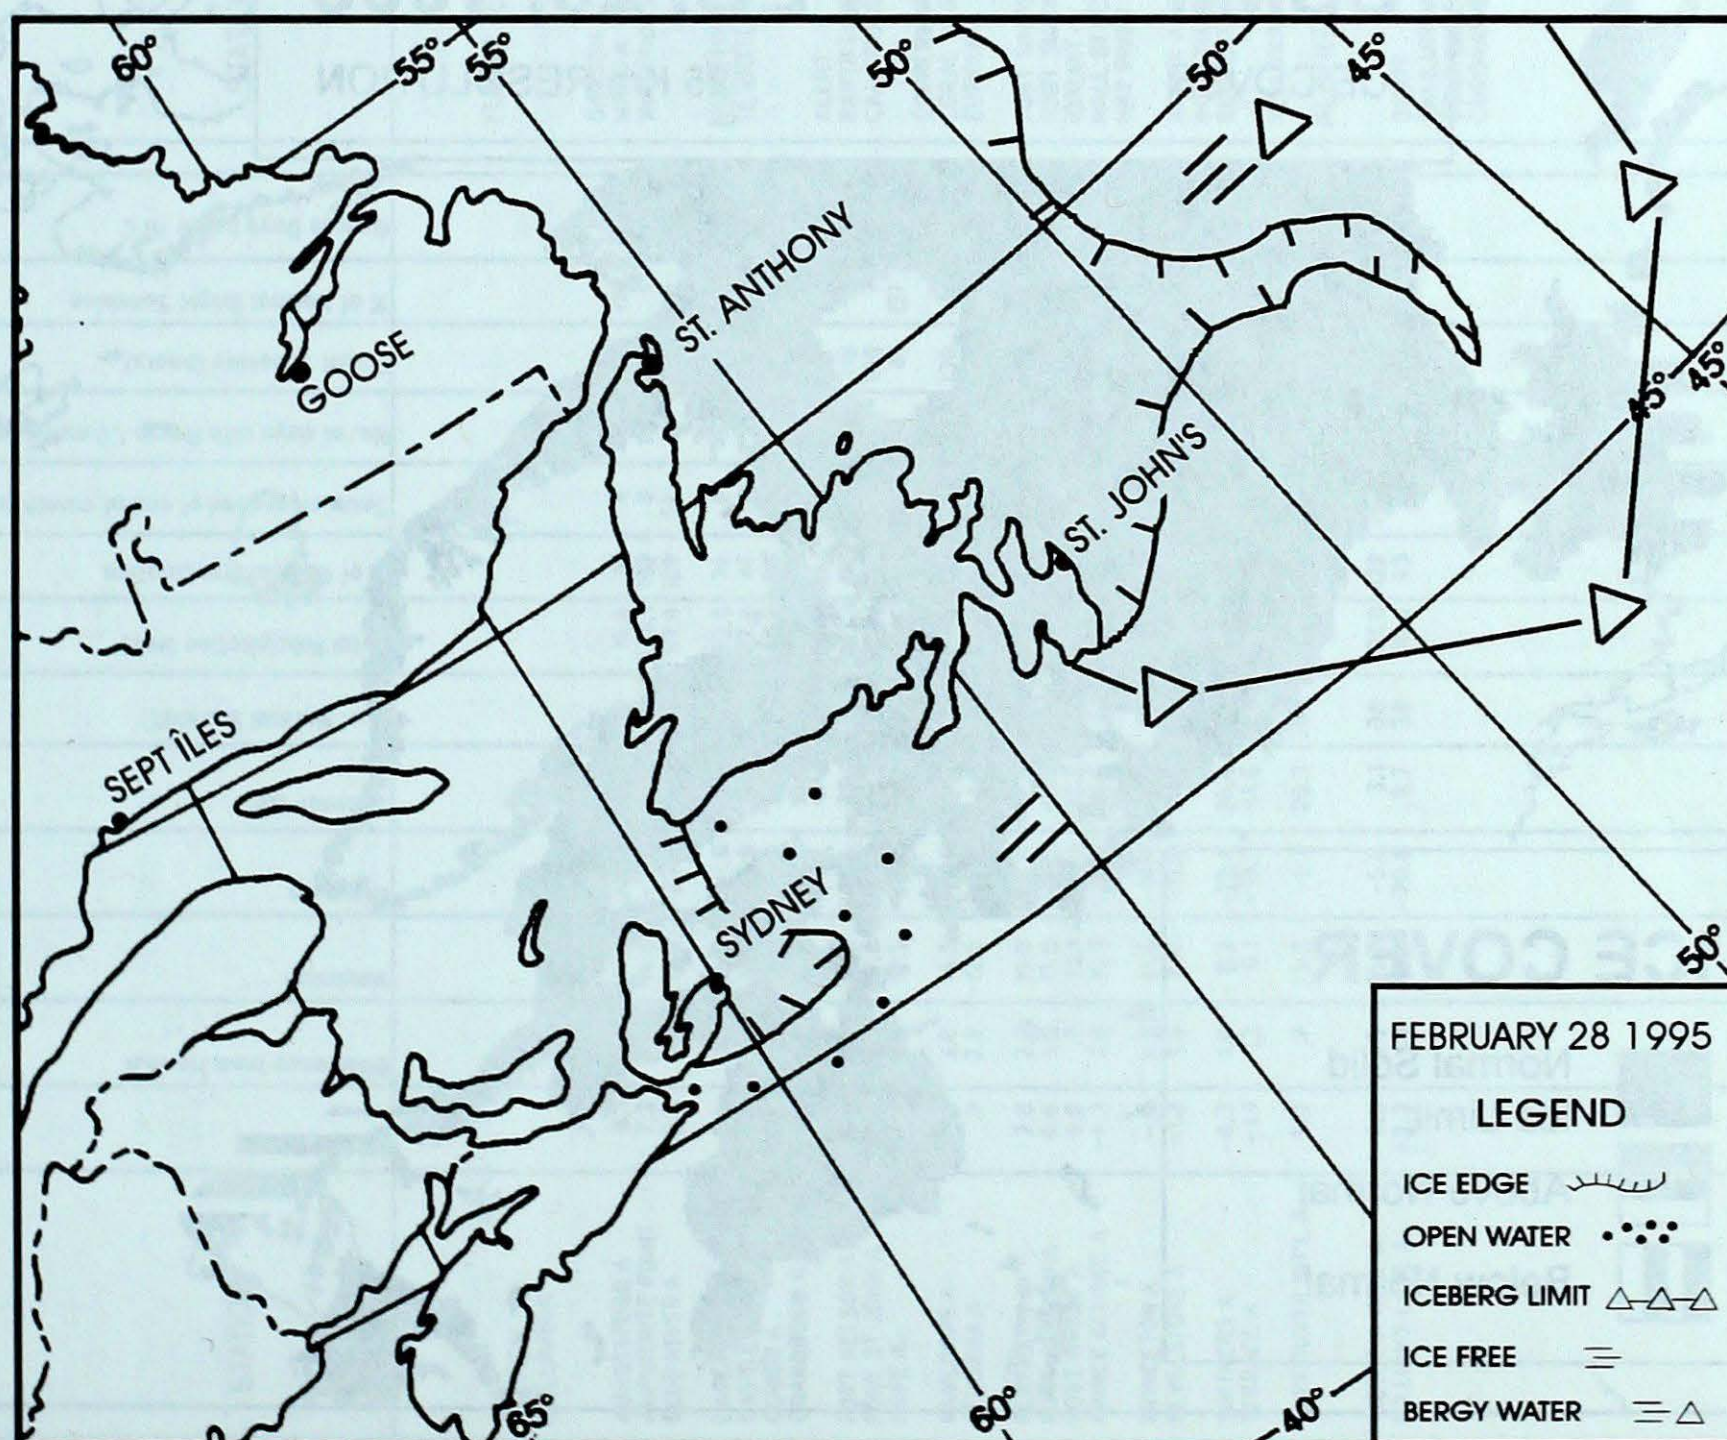 60°
55°
55°
50°
50°
45°
ST. ANTHONY
GOOSE
45°
45°
ST. JOHN'S
SEPT ÎLES
SYDNEY
50°
FEBRUARY 28 1995
LEGEND
ICE EDGE
OPEN WATER
ICEBERG LIMIT
ICE FREE
BERGY WATER
65°
60°
40°